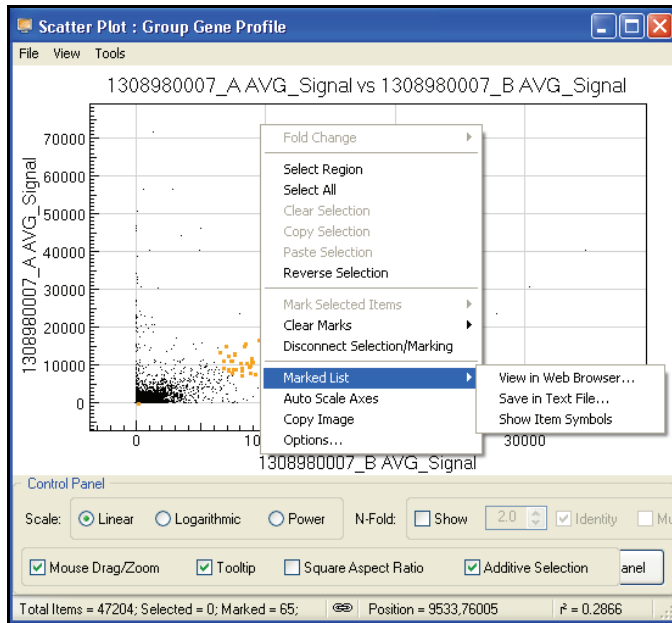 Scatter Plot : Group Gene Profile
File View Tools
1308980007_A AVG_Signal vs 1308980007_B AVG_Signal
1308980007_A AVG_Signal
70000
60000
50000
40000
30000
20000
10000
0
0 10 30000
1308980007_B AVG_Signal
Fold Change
Select Region
Select All
Clear Selection
Copy Selection
Paste Selection
Reverse Selection
Mark Selected Items
Clear Marks
Disconnect Selection/Marking
Marked List
Auto Scale Axes
Copy Image
Options...
View in Web Browser...
Save in Text File...
Show Item Symbols
Control Panel
Scale: Linear Logarithmic Power N-Fold: Show 2.0 Identity Mu
Mouse Drag/Zoom Tooltip Square Aspect Ratio Additive Selection anel
Total Items = 47204; Selected = 0; Marked = 65; Position = 9533,76005 r² = 0.2866